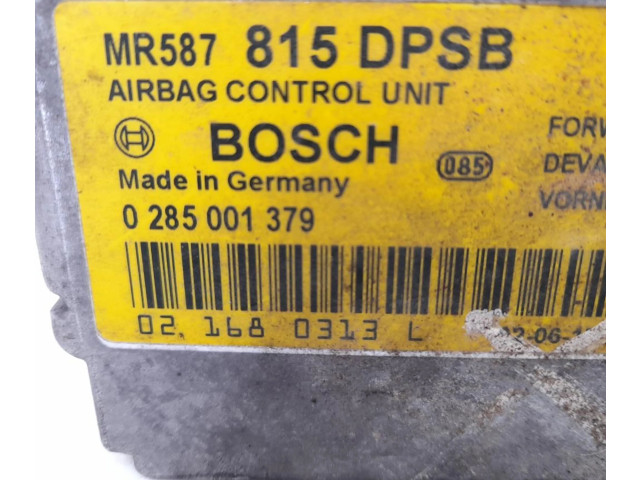 MR587 815 DPSB
AIRBAG CONTROL UNIT
BOSCH
085
Made in Germany
0 285 001 379
FORW
DEVA
VORN
02. 168 0313 L